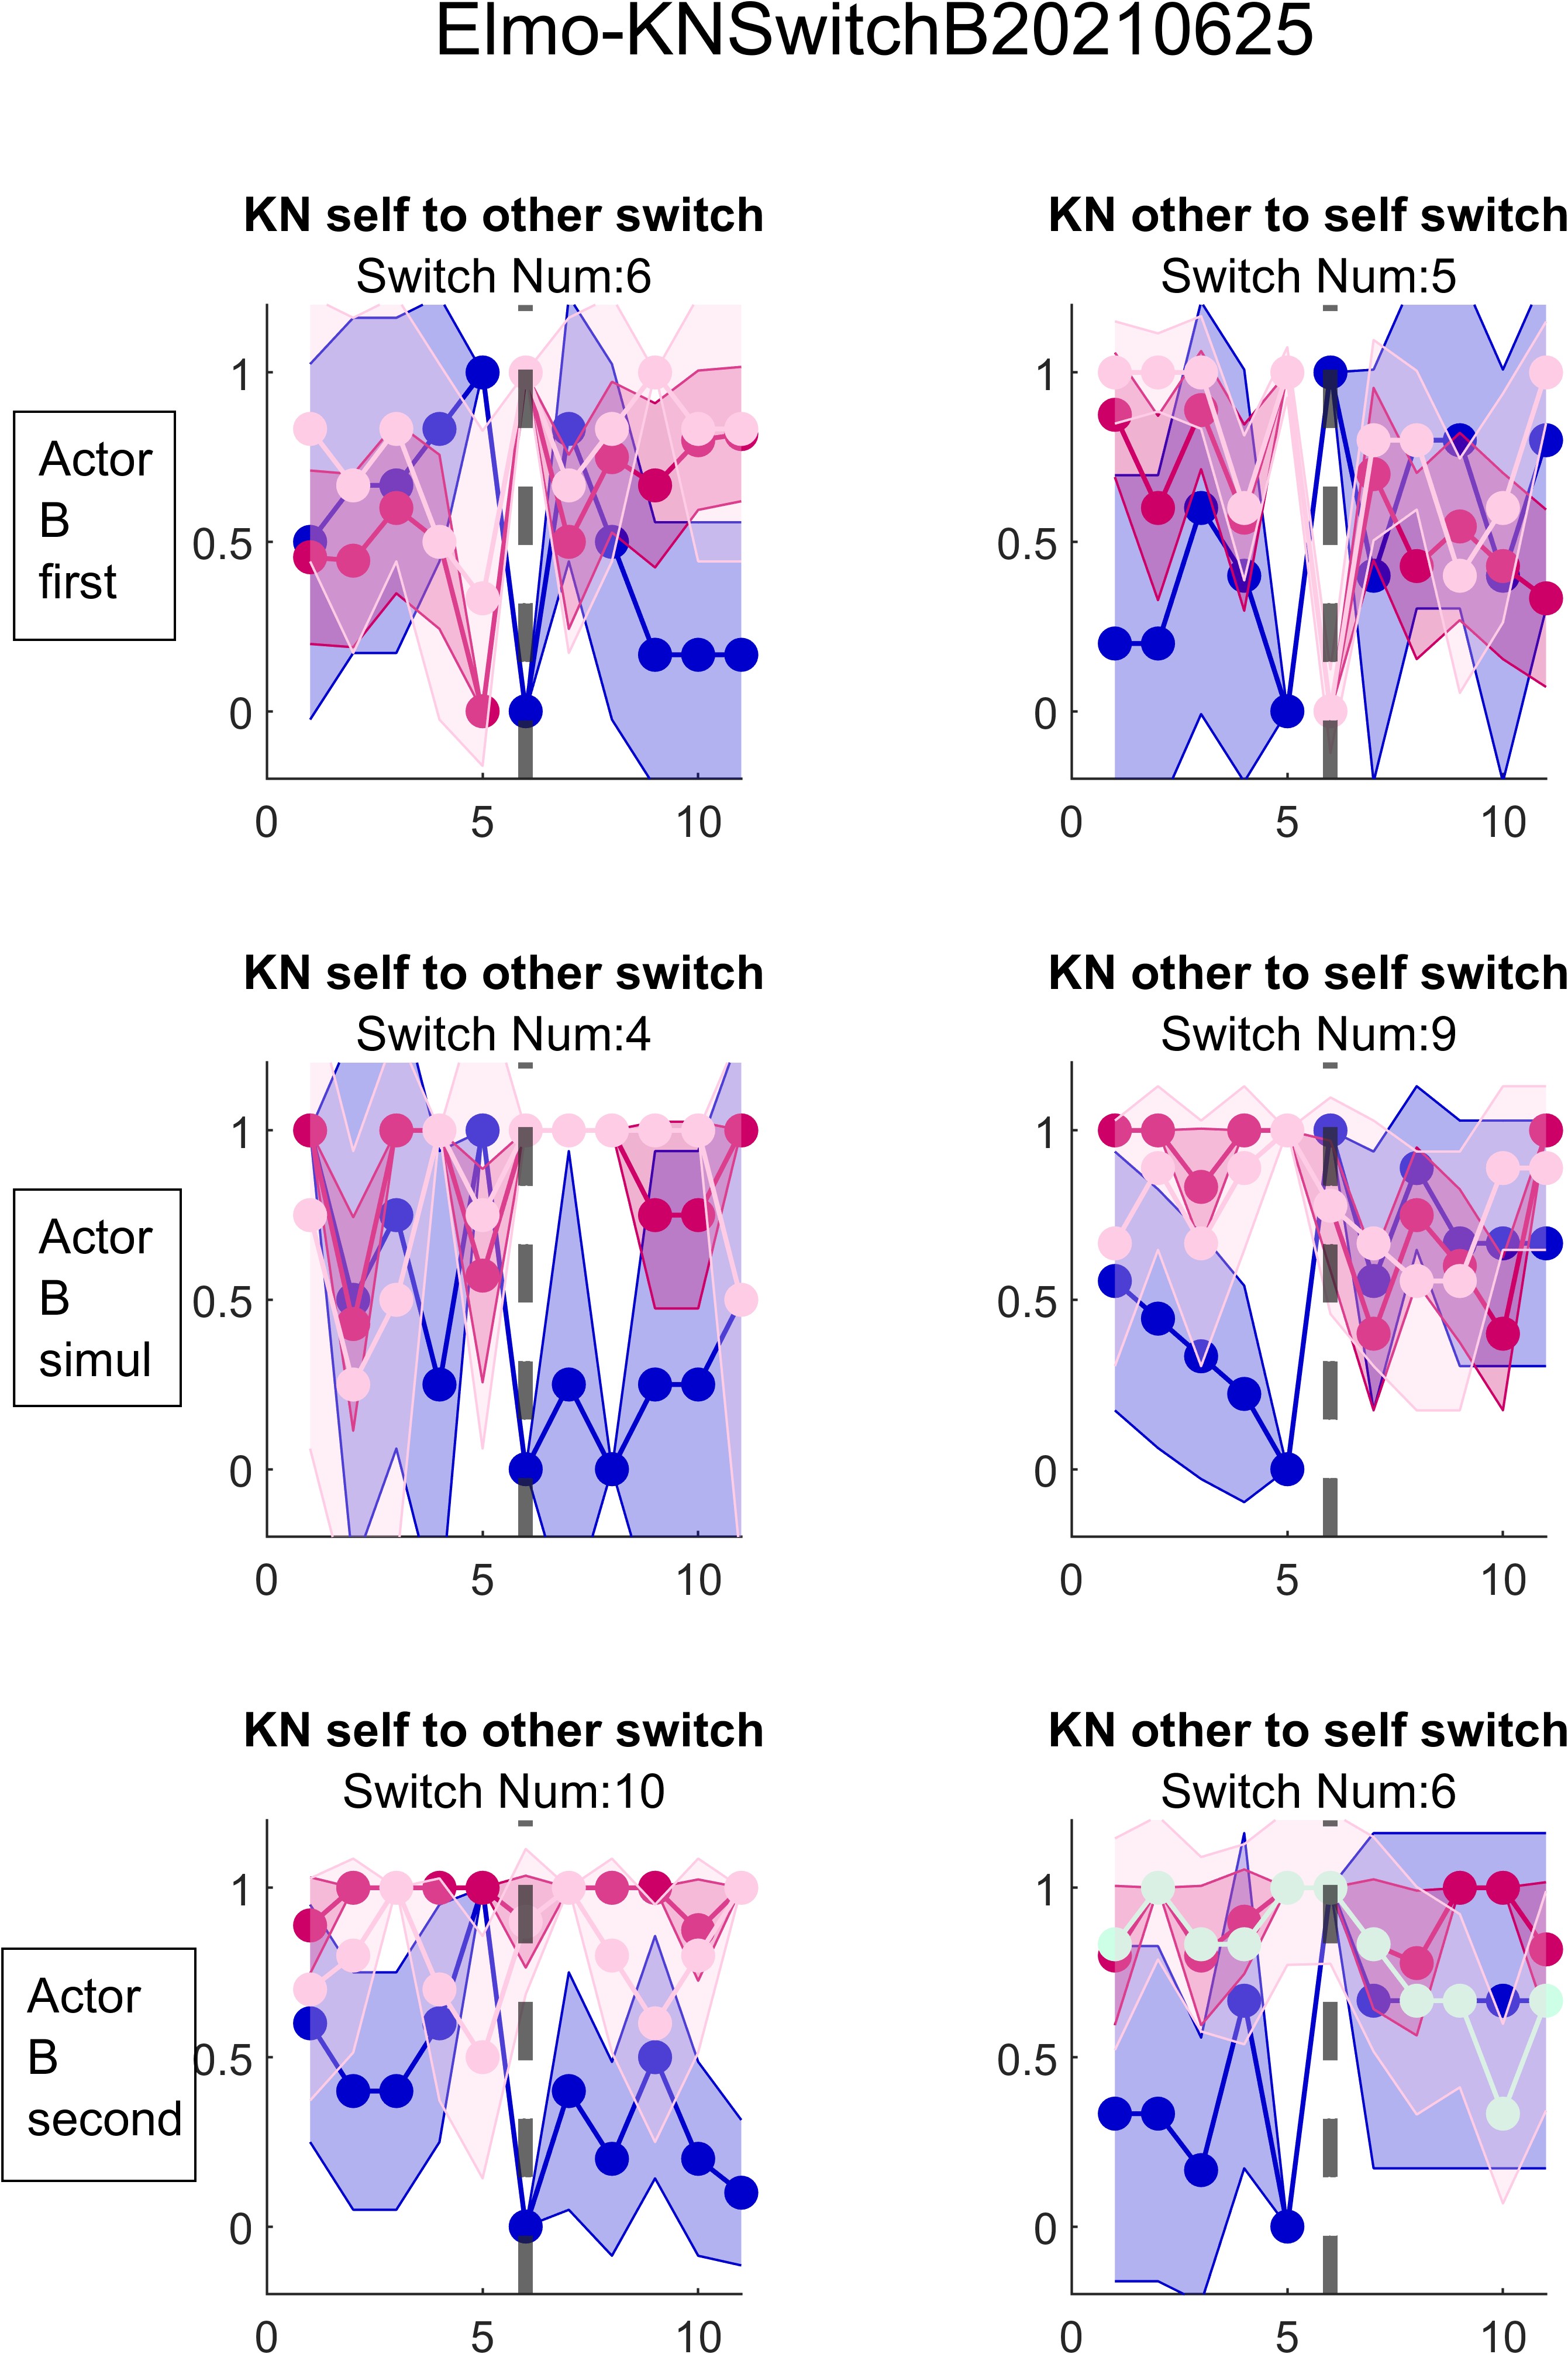 Elmo-KNSwitchB20210625
KN self to other switch
Switch Num:6
KN other to self switch
Switch Num:5
Actor
B
first
1
0.5
0
0
5
10
1
0.5
0
0
5
10
KN self to other switch
Switch Num:4
KN other to self switch
Switch Num:9
Actor
B
simul
1
0.5
0
0
5
10
1
0.5
0
0
5
10
KN self to other switch
Switch Num:10
KN other to self switch
Switch Num:6
Actor
B
second
1
0.5
0
0
5
10
1
0.5
0
0
5
10